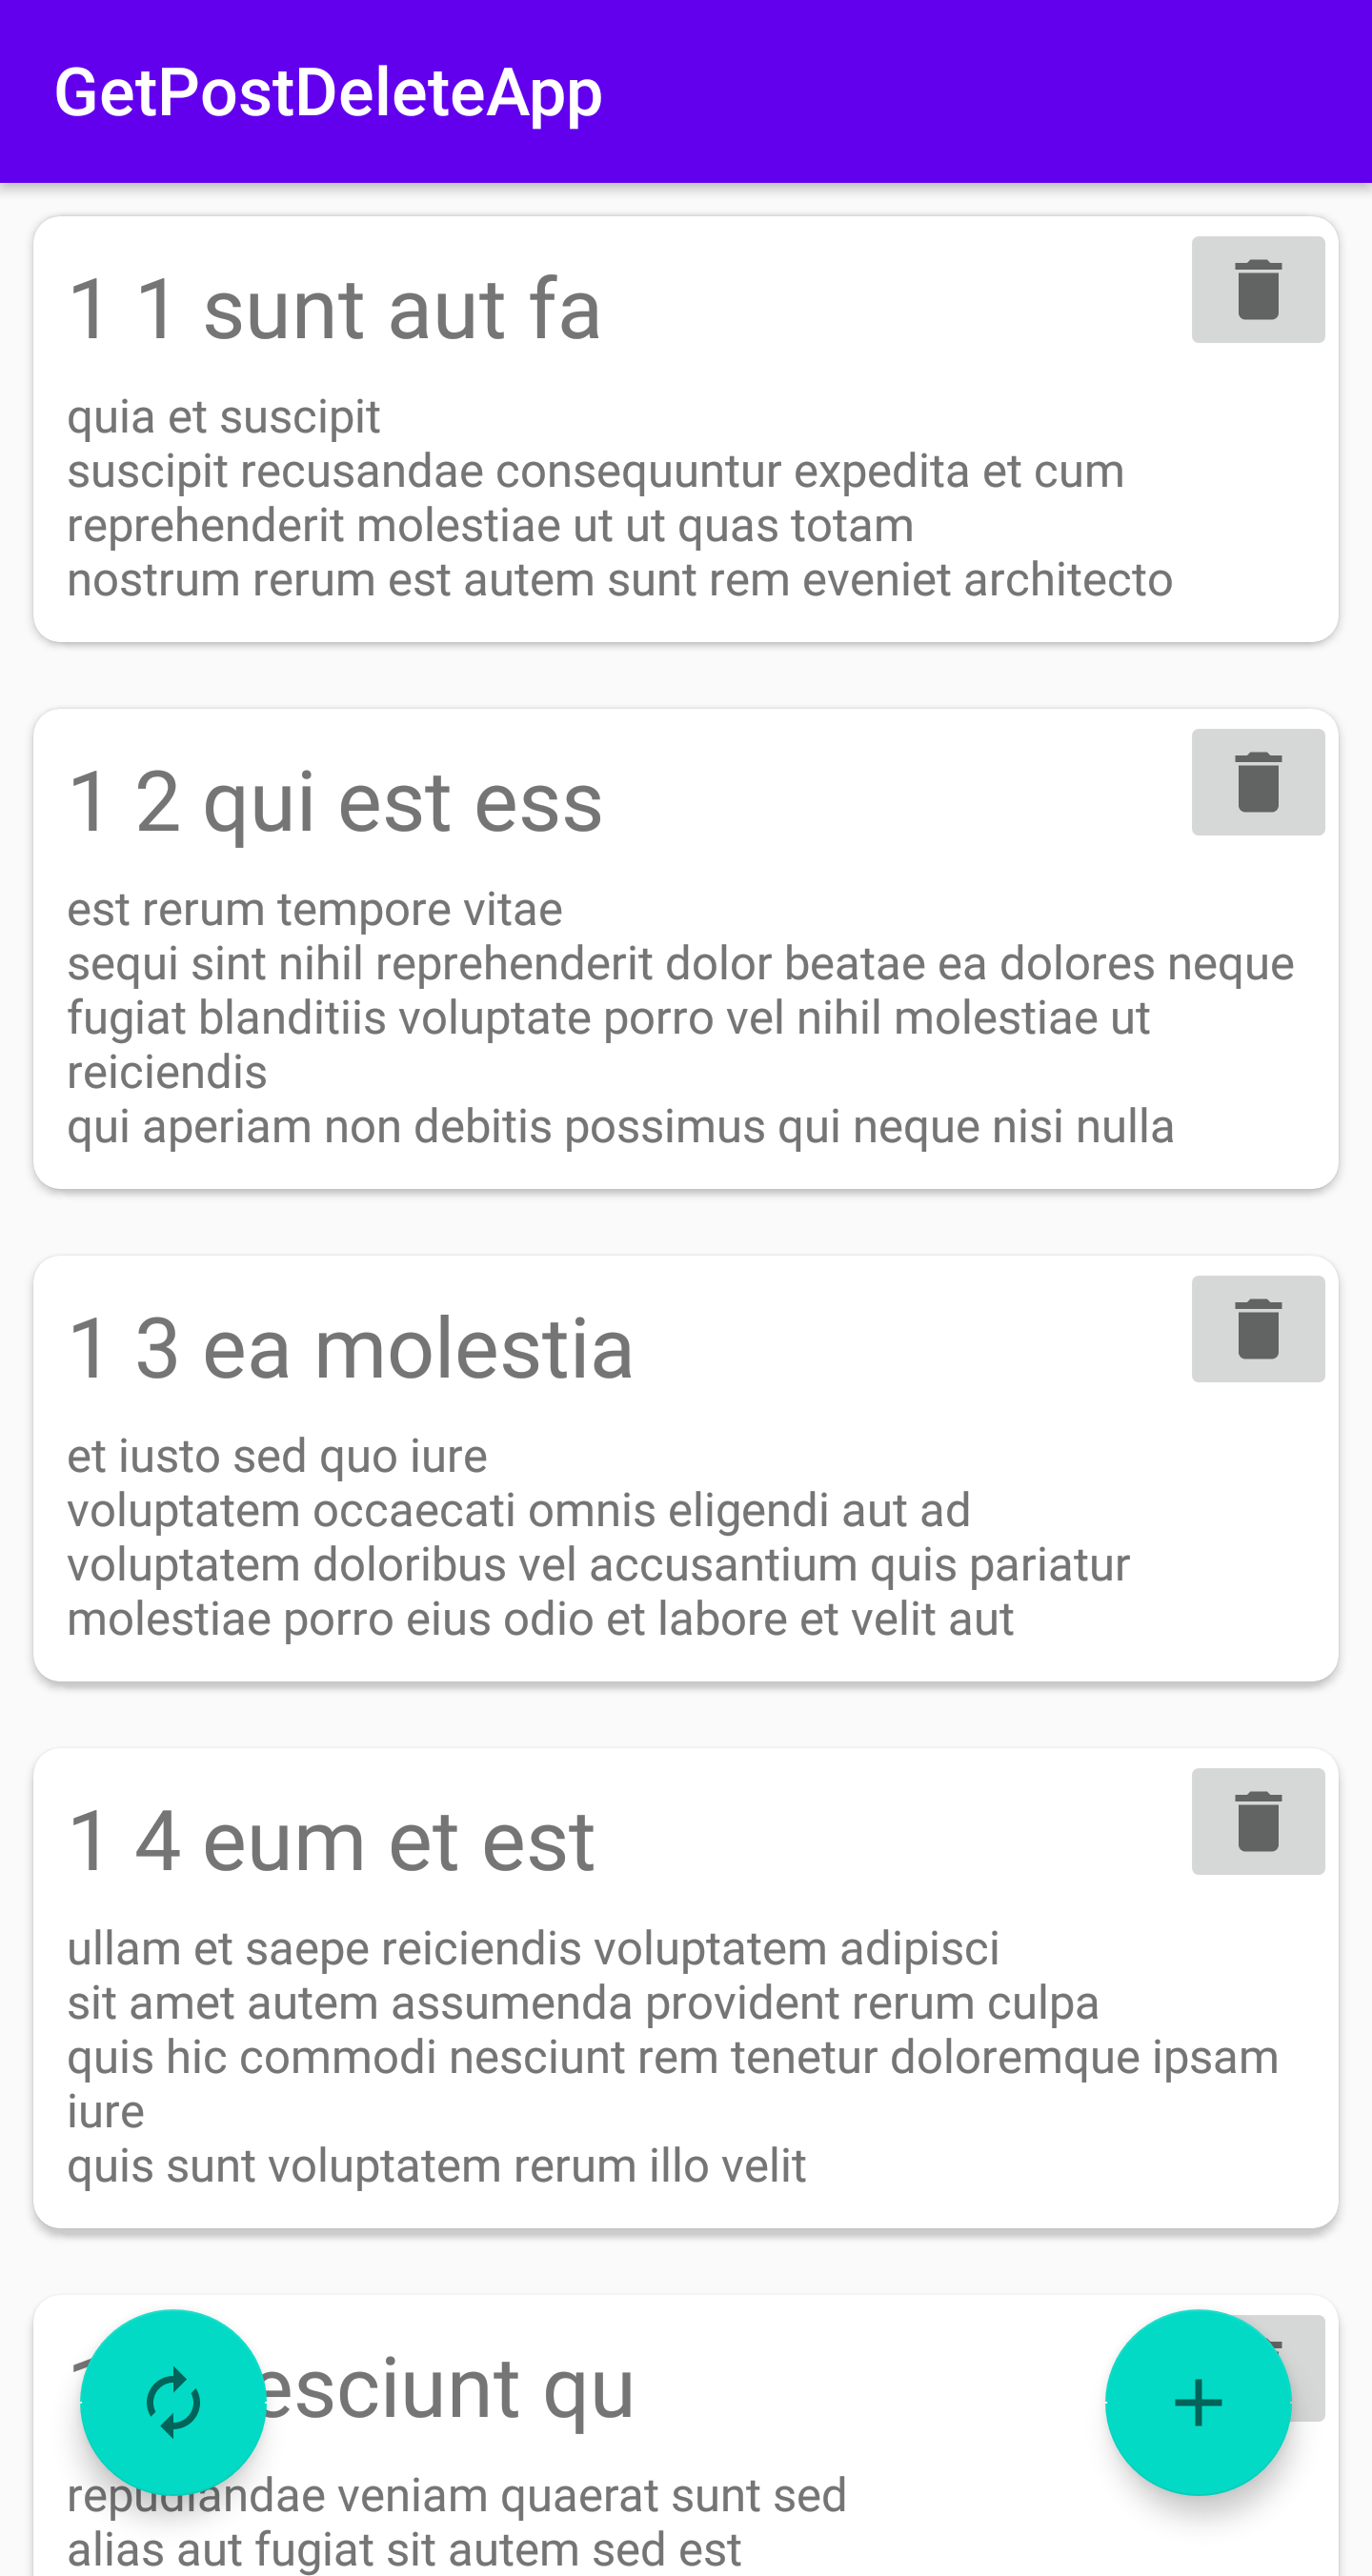 GetPostDeleteApp
1 1 sunt aut fa
quia et suscipit
suscipit recusandae consequuntur expedita et cum
reprehenderit molestiae ut ut quas totam
nostrum rerum est autem sunt rem eveniet architecto
1 2 qui est ess
est rerum tempore vitae
sequi sint nihil reprehenderit dolor beatae ea dolores neque
fugiat blanditiis voluptate porro vel nihil molestiae ut
reiciendis
qui aperiam non debitis possimus qui neque nisi nulla
1 3 ea molestia
et iusto sed quo iure
voluptatem occaecati omnis eligendi aut ad
voluptatem doloribus vel accusantium quis pariatur
molestiae porro eius odio et labore et velit aut
1 4 eum et est
ullam et saepe reiciendis voluptatem adipisci
sit amet autem assumenda provident rerum culpa
quis hic commodi nesciunt rem tenetur doloremque ipsam
iure
quis sunt voluptatem rerum illo velit
esciunt qu
repudiandae veniam quaerat sunt sed
alias aut fugiat sit autem sed est